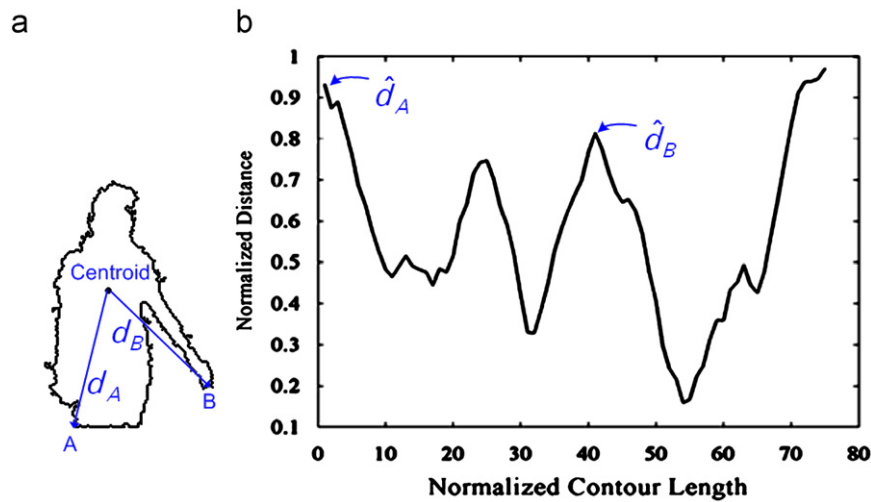 a
Centroid
d_B
d_A
A
B
b
Normalized Distance
1
0.9
0.8
0.7
0.6
0.5
0.4
0.3
0.2
0.1
d̂_A
d̂_B
0 10 20 30 40 50 60 70 80
Normalized Contour Length